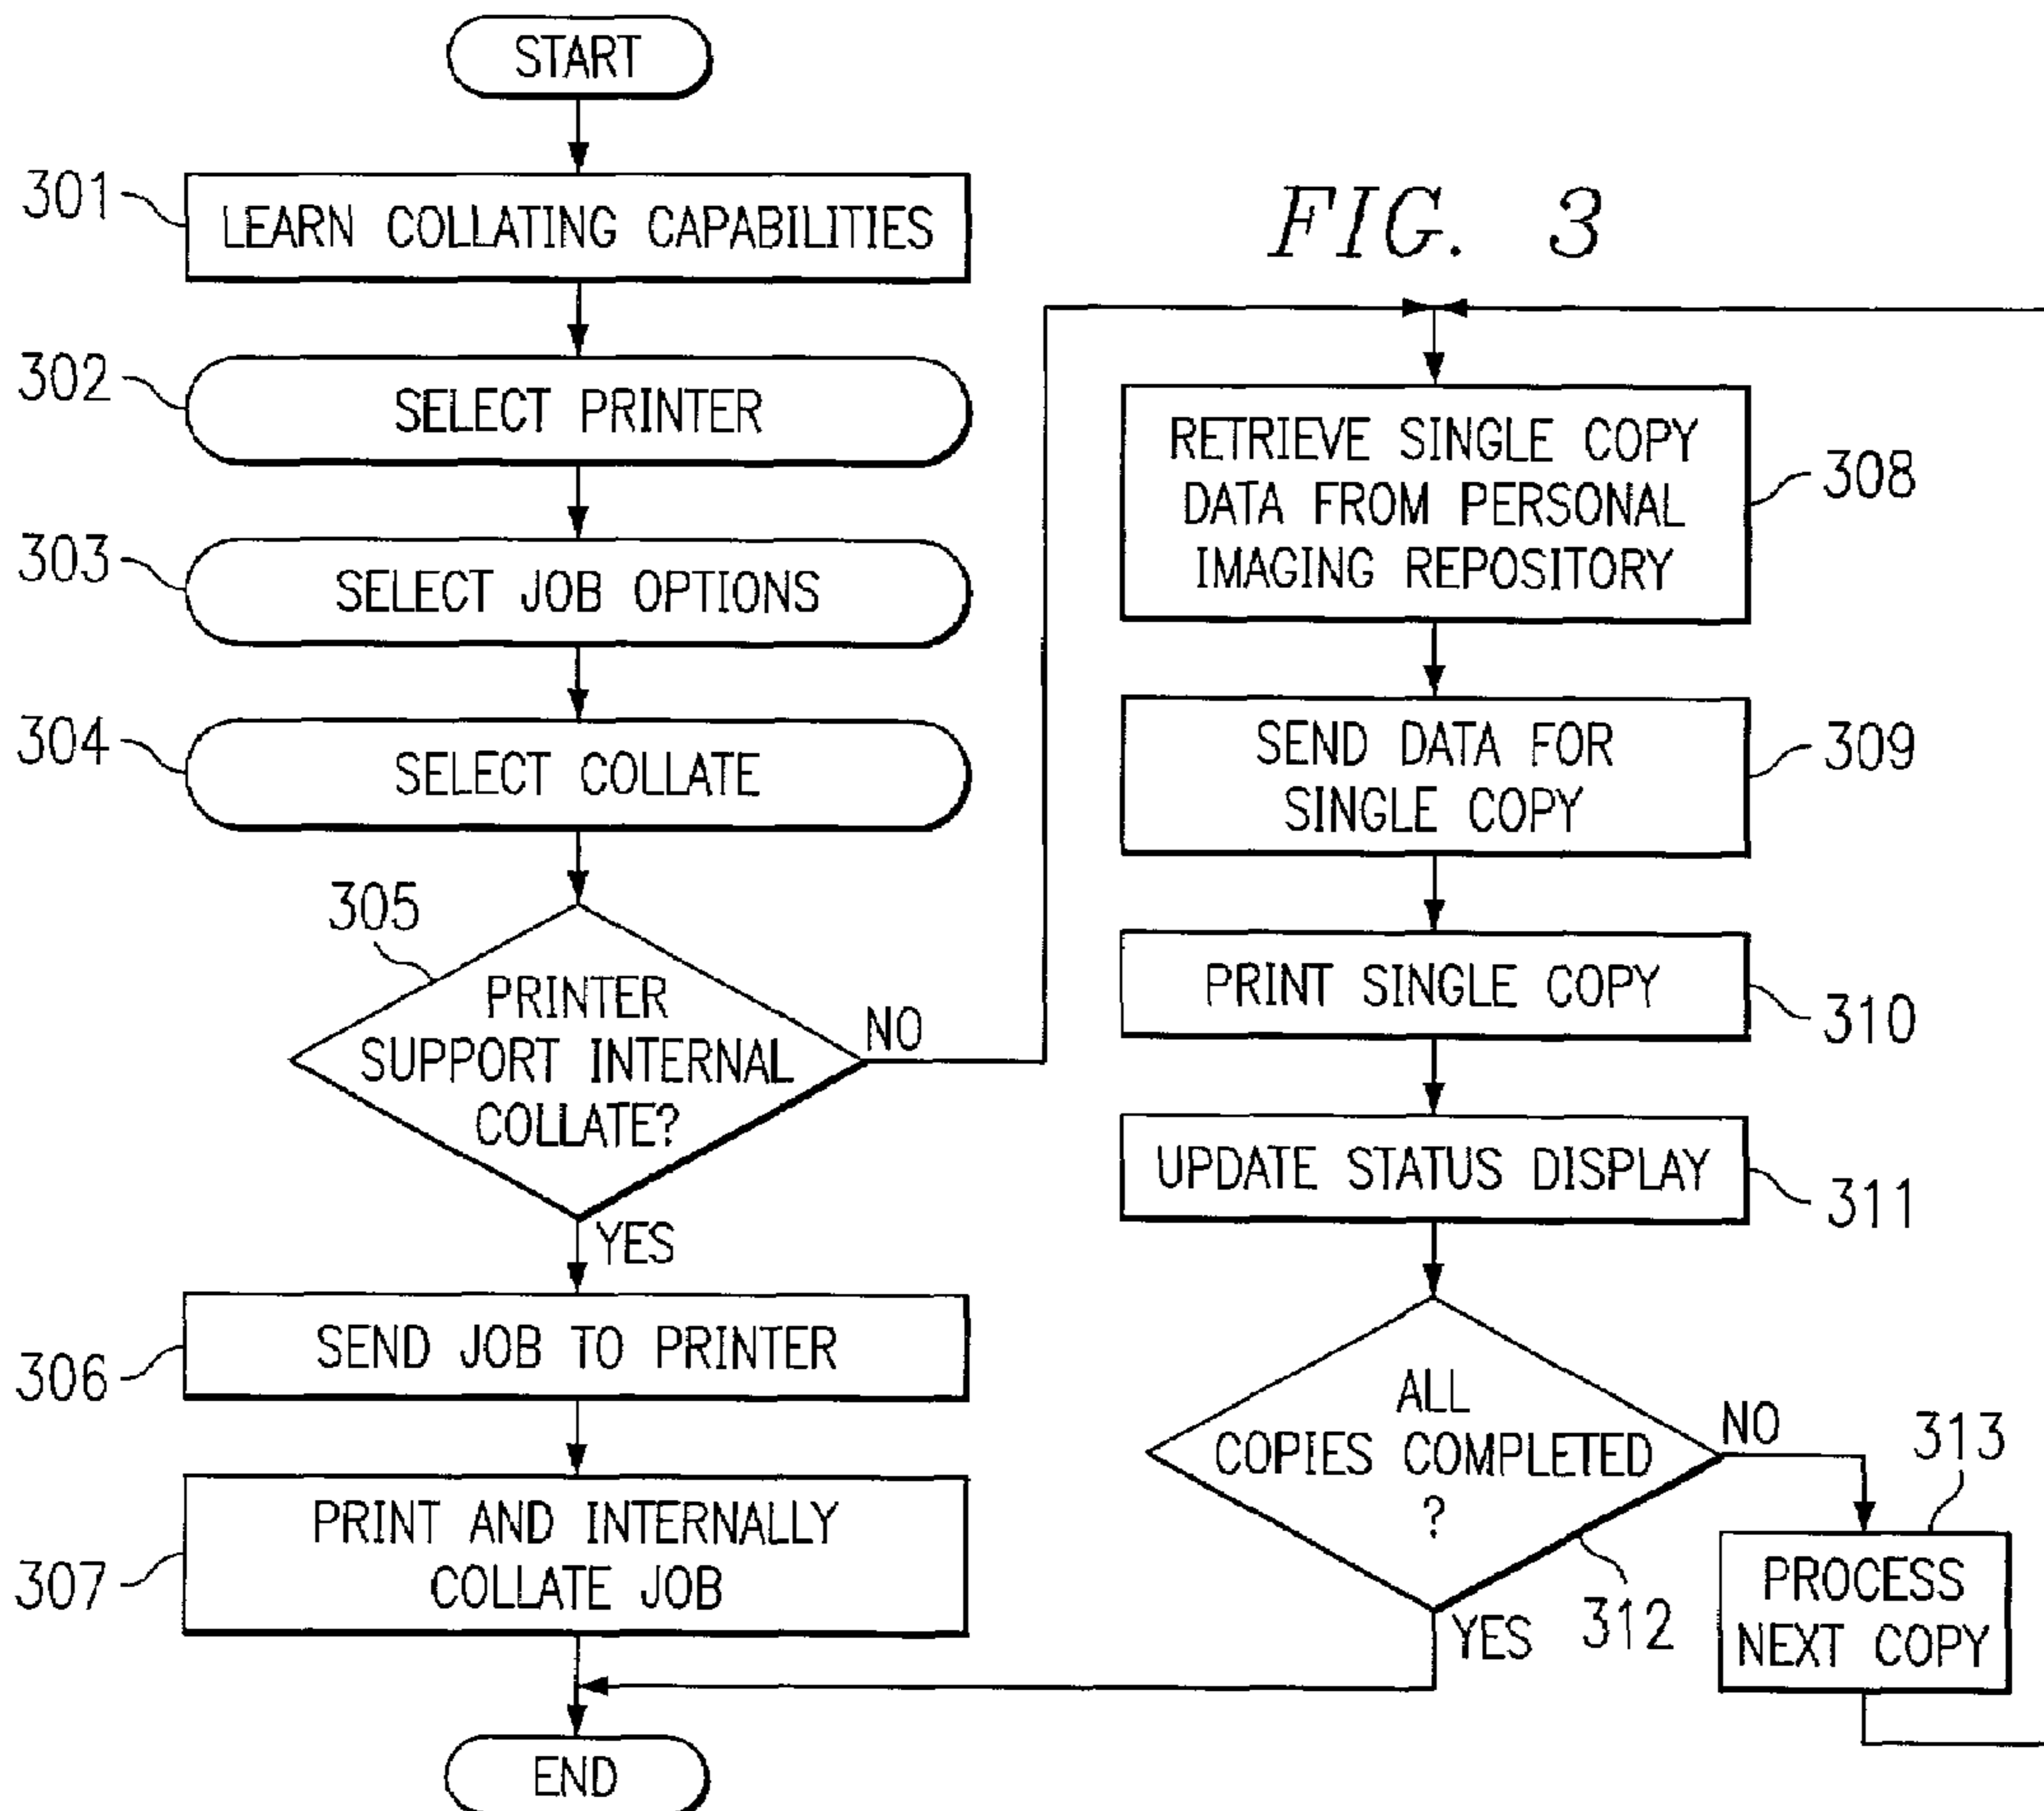 START
301
LEARN COLLATING CAPABILITIES
302
SELECT PRINTER
303
SELECT JOB OPTIONS
304
SELECT COLLATE
305
PRINTER
SUPPORT INTERNAL
COLLATE?
NO
YES
306
SEND JOB TO PRINTER
307
PRINT AND INTERNALLY
COLLATE JOB
END
FIG. 3
RETRIEVE SINGLE COPY
DATA FROM PERSONAL
IMAGING REPOSITORY
308
SEND DATA FOR
SINGLE COPY
309
PRINT SINGLE COPY
310
UPDATE STATUS DISPLAY
311
ALL
COPIES COMPLETED
?
NO
YES
312
313
PROCESS
NEXT COPY